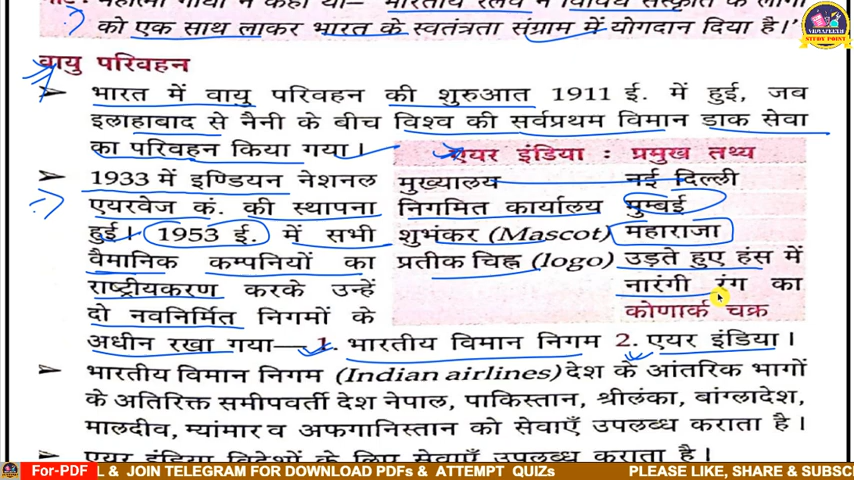 महात्मा गांधी ने कहा था— 'भारतीय रेलवे ने विविध संस्कृति के लोगों
को एक साथ लाकर भारत के स्वतंत्रता संग्राम में योगदान दिया है।'
VIDYAPEETH
STUDY POINT
वायु परिवहन
➤ भारत में वायु परिवहन की शुरुआत 1911 ई. में हुई, जब
इलाहाबाद से नैनी के बीच विश्व की सर्वप्रथम विमान डाक सेवा
का परिवहन किया गया।
➤ 1933 में इण्डियन नेशनल
एयरवेज कं. की स्थापना
हुई। 1953 ई. में सभी
वैमानिक कम्पनियों का
राष्ट्रीयकरण करके उन्हें
दो नवनिर्मित निगमों के
अधीन रखा गया— 1. भारतीय विमान निगम 2. एयर इंडिया।
एयर इंडिया : प्रमुख तथ्य
मुख्यालय नई दिल्ली
निगमित कार्यालय मुम्बई
शुभंकर (Mascot) महाराजा
प्रतीक चिह्न (logo) उड़ते हुए हंस में
नारंगी रंग का
कोणार्क चक्र
➤ भारतीय विमान निगम (Indian airlines) देश के आंतरिक भागों
के अतिरिक्त समीपवर्ती देश नेपाल, पाकिस्तान, श्रीलंका, बांग्लादेश,
मालदीव, म्यांमार व अफगानिस्तान को सेवाएँ उपलब्ध कराता है।
➤ एयर इंडिया विदेशों के लिए सेवाएँ उपलब्ध कराता है।
For-PDF L & JOIN TELEGRAM FOR DOWNLOAD PDFs & ATTEMPT QUIZs PLEASE LIKE, SHARE & SUBSC